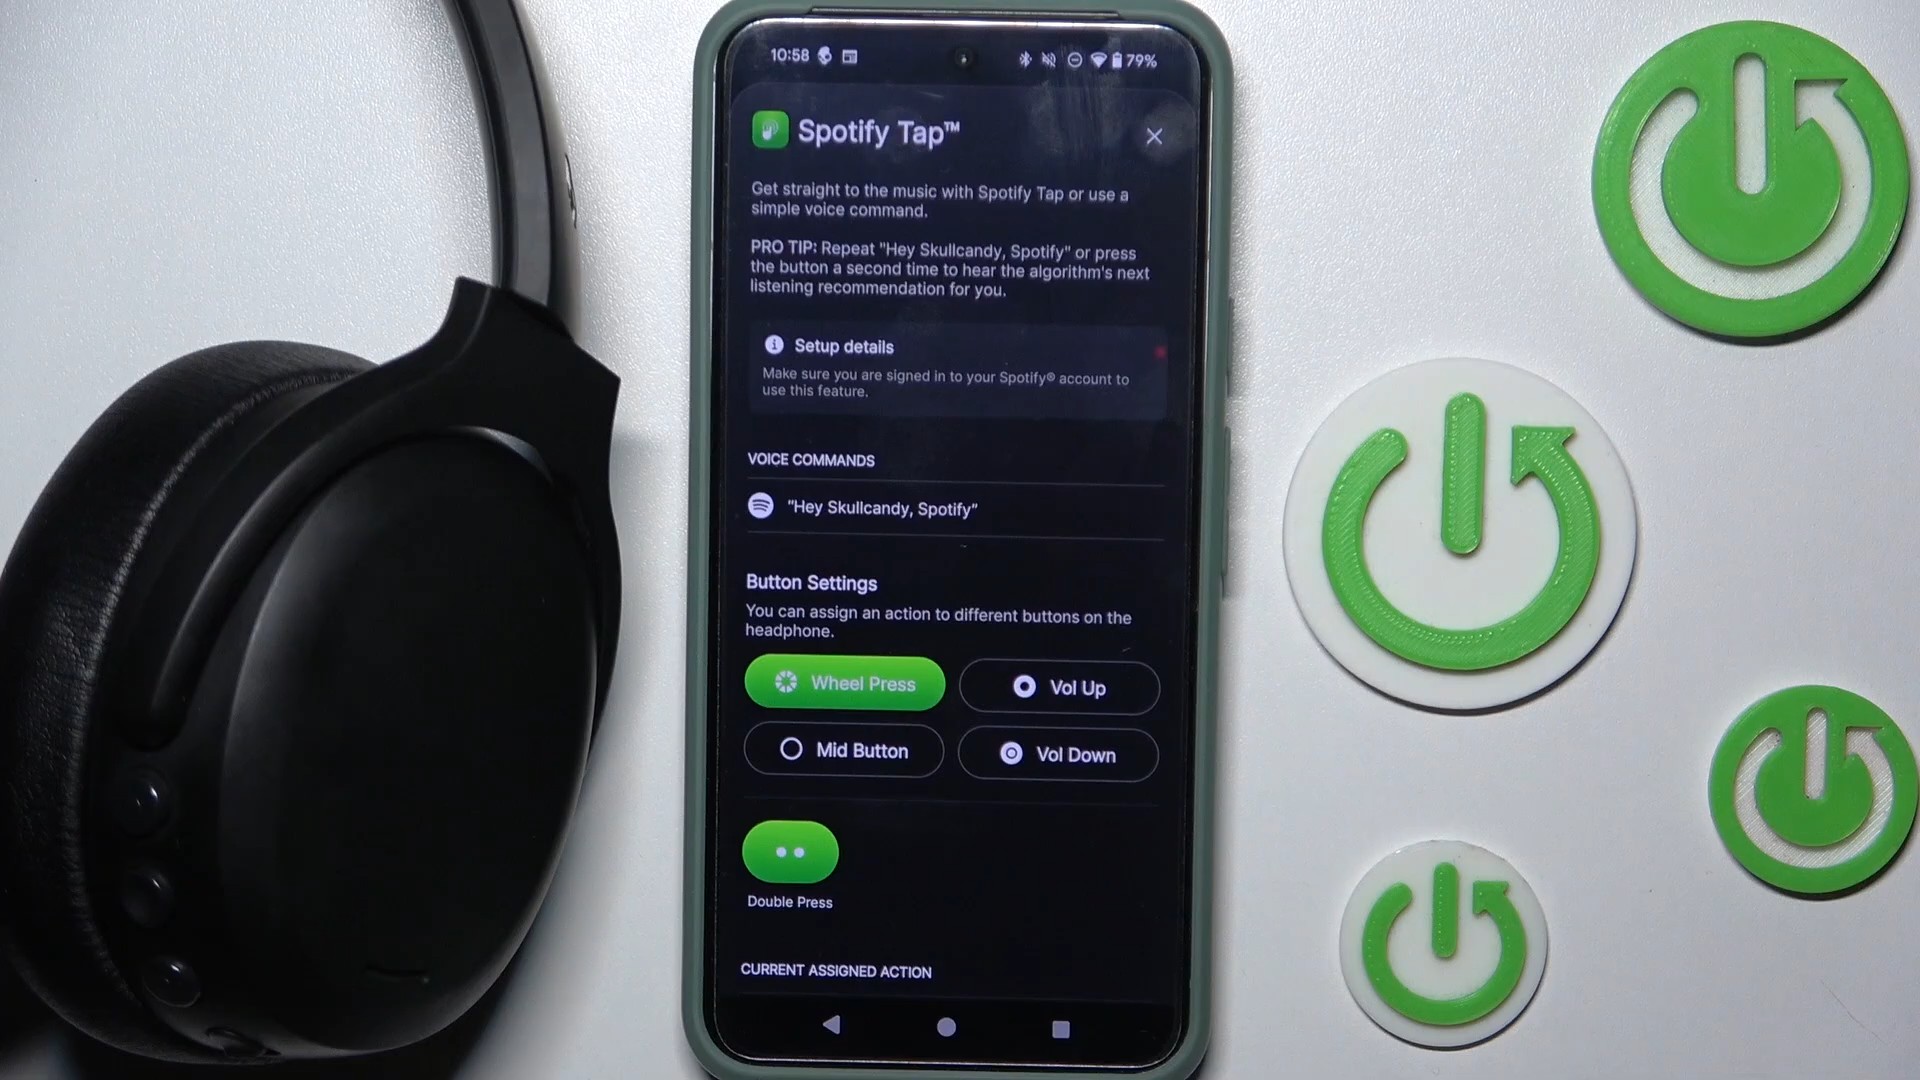 10:58
79%
Spotify Tap™
Get straight to the music with Spotify Tap or use a
simple voice command.
PRO TIP: Repeat "Hey Skullcandy, Spotify" or press
the button a second time to hear the algorithm's next
listening recommendation for you.
Setup details
Make sure you are signed in to your Spotify® account to
use this feature.
VOICE COMMANDS
"Hey Skullcandy, Spotify"
Button Settings
You can assign an action to different buttons on the
headphone.
Wheel Press
Vol Up
Mid Button
Vol Down
Double Press
CURRENT ASSIGNED ACTION